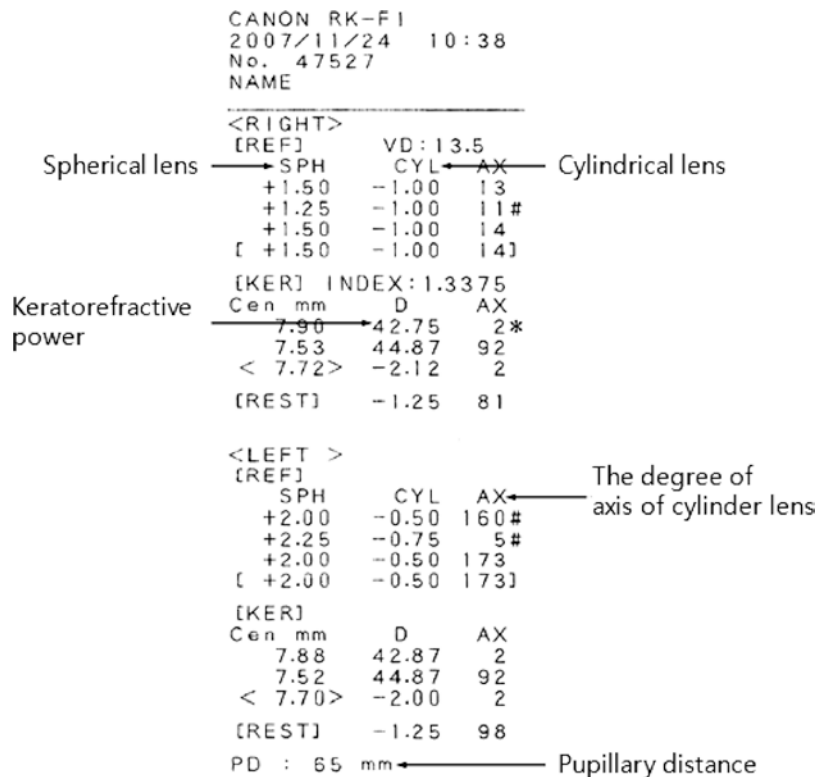 CANON RK-F1
2007/11/24 10:38
No. 47527
NAME
<RIGHT>
[REF] VD:13.5
Spherical lens SPH CYL AX Cylindrical lens
+1.50 -1.00 13
+1.25 -1.00 11#
+1.50 -1.00 14
[ +1.50 -1.00 14]
[KER] INDEX:1.3375
Cen mm D AX
Keratorefractive power
7.90 42.75 2*
7.53 44.87 92
< 7.72> -2.12 2
[REST] -1.25 81
<LEFT >
[REF]
SPH CYL AX
The degree of
axis of cylinder lens
+2.00 -0.50 160#
+2.25 -0.75 5#
+2.00 -0.50 173
[ +2.00 -0.50 173]
[KER]
Cen mm D AX
7.88 42.87 2
7.52 44.87 92
< 7.70> -2.00 2
[REST] -1.25 98
PD : 65 mm Pupillary distance